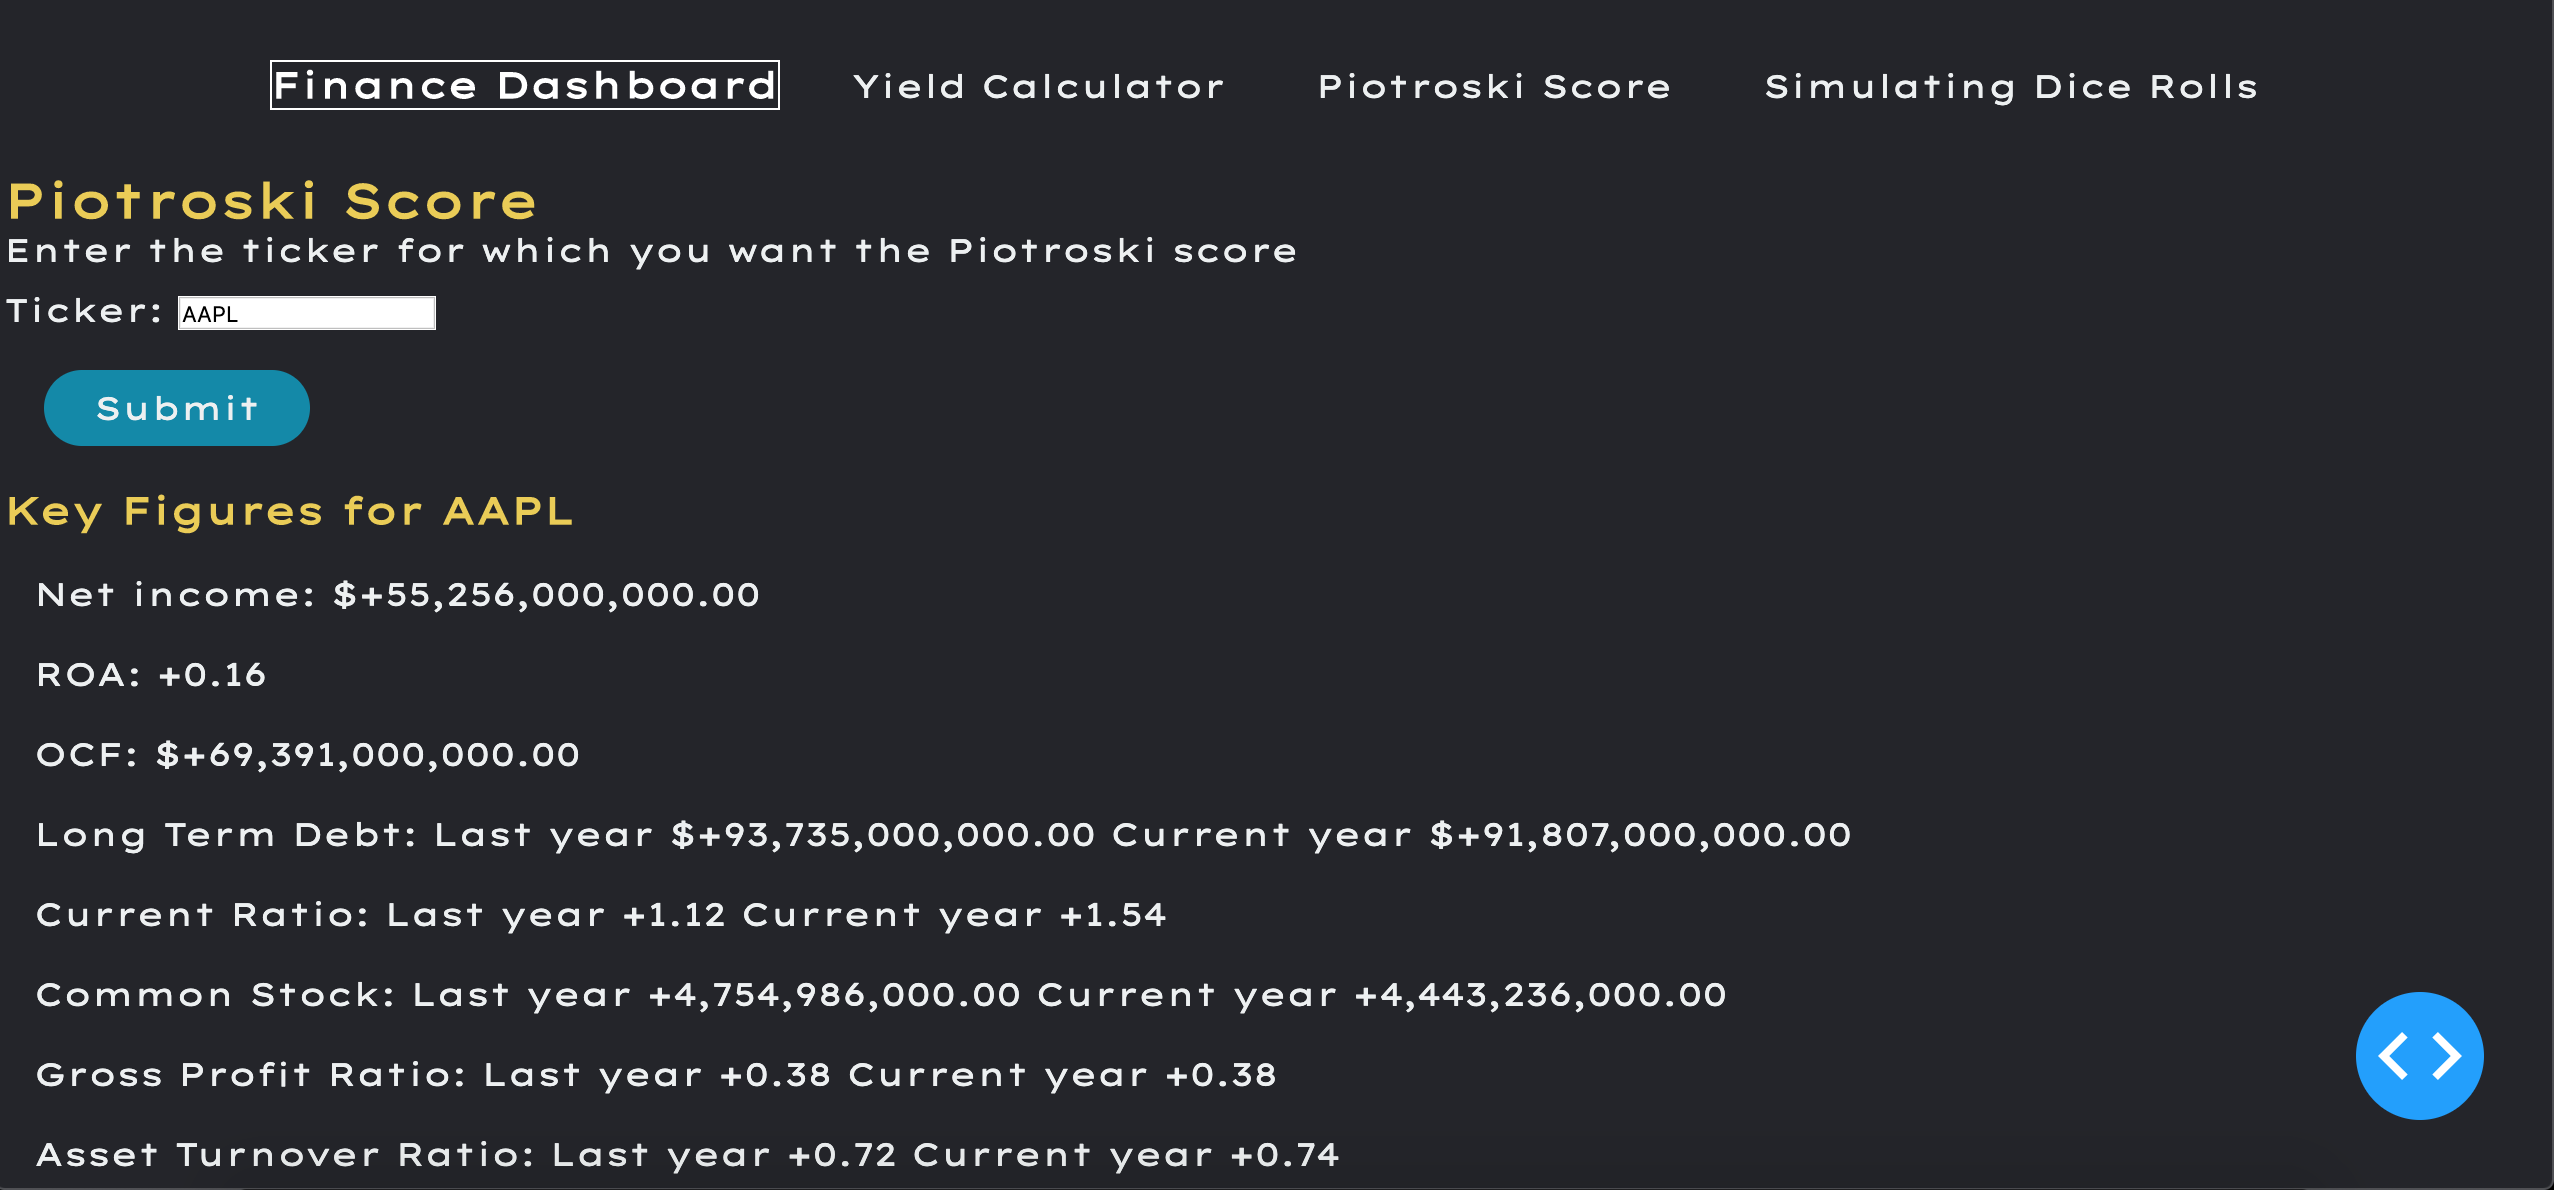 Finance Dashboard Yield Calculator Piotroski Score Simulating Dice Rolls
Piotroski Score
Enter the ticker for which you want the Piotroski score
Ticker: AAPL
Submit
Key Figures for AAPL
Net income: $+55,256,000,000.00
ROA: +0.16
OCF: $+69,391,000,000.00
Long Term Debt: Last year $+93,735,000,000.00 Current year $+91,807,000,000.00
Current Ratio: Last year +1.12 Current year +1.54
Common Stock: Last year +4,754,986,000.00 Current year +4,443,236,000.00
Gross Profit Ratio: Last year +0.38 Current year +0.38
Asset Turnover Ratio: Last year +0.72 Current year +0.74